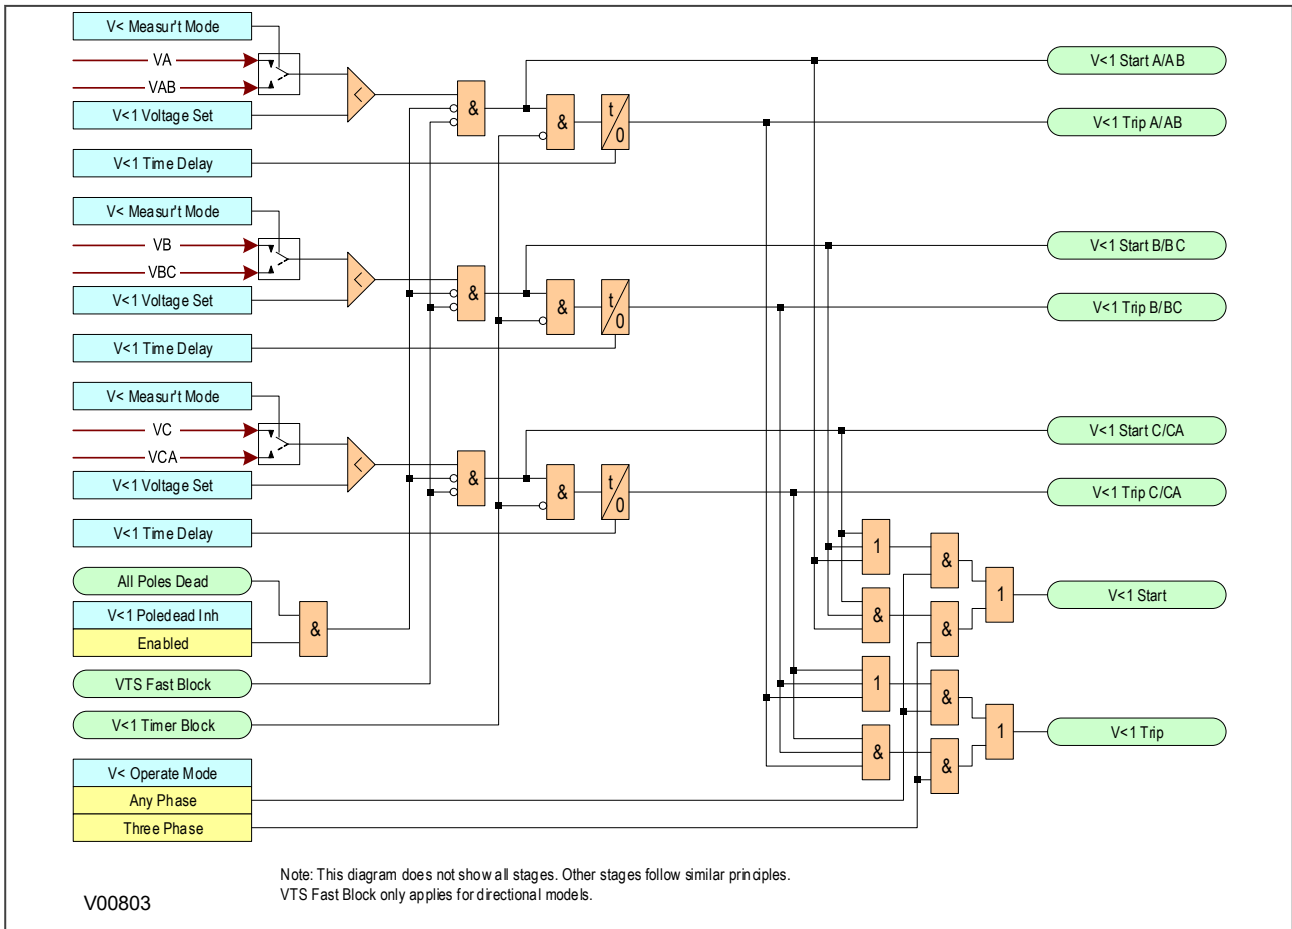 V< Measur't Mode
VA
VAB
V<1 Voltage Set
V<1 Time Delay
<
&
&
t
0
V<1 Start A/AB
V<1 Trip A/AB
V< Measur't Mode
VB
VBC
V<1 Voltage Set
V<1 Time Delay
<
&
&
t
0
V<1 Start B/BC
V<1 Trip B/BC
V< Measur't Mode
VC
VCA
V<1 Voltage Set
V<1 Time Delay
<
&
&
t
0
V<1 Start C/CA
V<1 Trip C/CA
All Poles Dead
V<1 Poledead Inh
Enabled
&
VTS Fast Block
V<1 Timer Block
V< Operate Mode
Any Phase
Three Phase
1
&
&
&
1
V<1 Start
1
&
&
&
1
V<1 Trip
Note: This diagram does not show all stages. Other stages follow similar principles.
VTS Fast Block only applies for directional models.
V00803